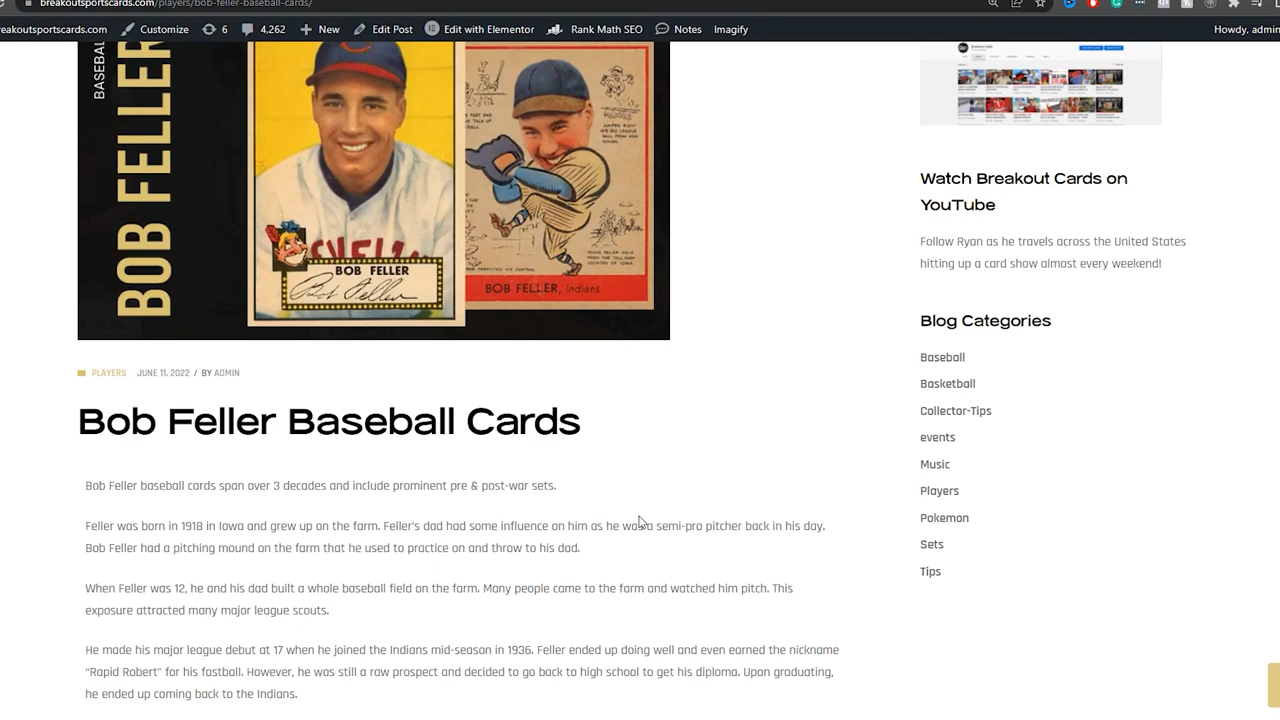 breakoutsportscards.com/players/bob-feller-baseball-cards/
breakoutsportscards.com Customize 6 4,262 New Edit Post Edit with Elementor Rank Math SEO Notes Imagify Howdy, admin
BASEBAL
BOB FELLER
BOB FELLER
Bob Feller
BOB FELLER, Indians
PLAYERS JUNE 11, 2022 / BY ADMIN
Bob Feller Baseball Cards
Bob Feller baseball cards span over 3 decades and include prominent pre & post-war sets.
Feller was born in 1918 in Iowa and grew up on the farm. Feller's dad had some influence on him as he was a semi-pro pitcher back in his day.
Bob Feller had a pitching mound on the farm that he used to practice on and throw to his dad.
When Feller was 12, he and his dad built a whole baseball field on the farm. Many people came to the farm and watched him pitch. This
exposure attracted many major league scouts.
He made his major league debut at 17 when he joined the Indians mid-season in 1936. Feller ended up doing well and even earned the nickname
“Rapid Robert” for his fastball. However, he was still a raw prospect and decided to go back to high school to get his diploma. Upon graduating,
he ended up coming back to the Indians.
Watch Breakout Cards on
YouTube
Follow Ryan as he travels across the United States
hitting up a card show almost every weekend!
Blog Categories
Baseball
Basketball
Collector-Tips
events
Music
Players
Pokemon
Sets
Tips